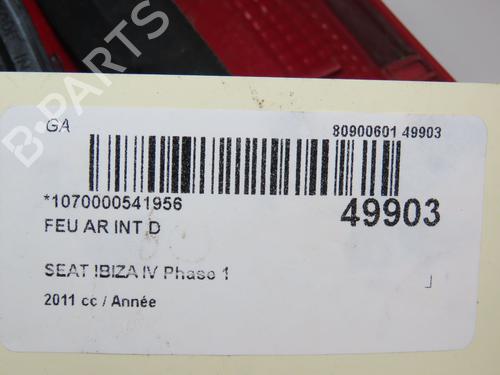 GA
80900601 49903
*1070000541956
49903
FEU AR INT D
SEAT IBIZA IV Phase 1
2011 cc / Année
B-PARTS